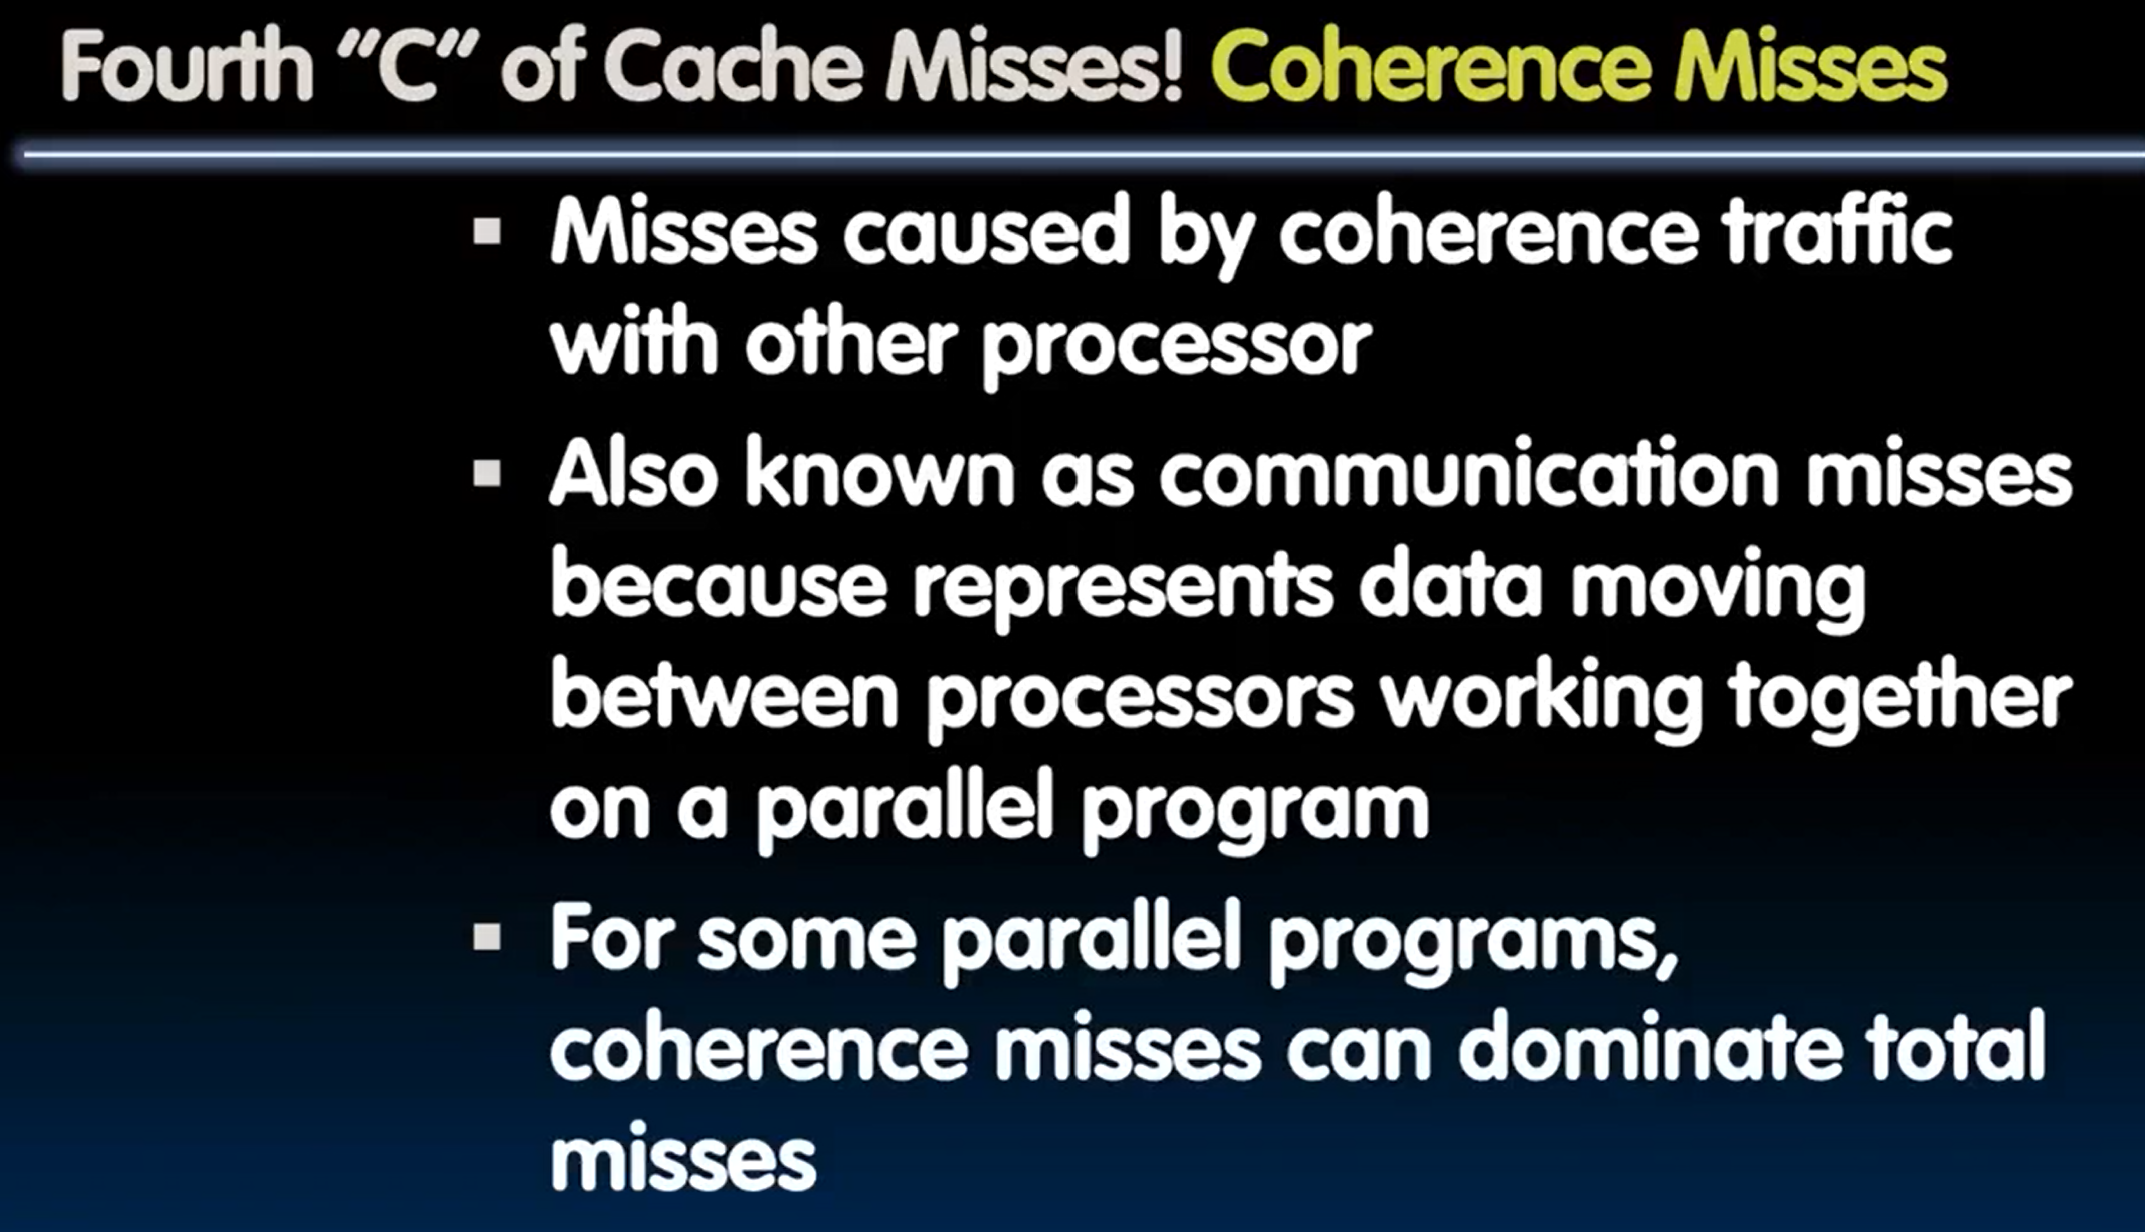 Fourth “C” of Cache Misses! Coherence Misses
▪ Misses caused by coherence traffic
with other processor
▪ Also known as communication misses
because represents data moving
between processors working together
on a parallel program
▪ For some parallel programs,
coherence misses can dominate total
misses